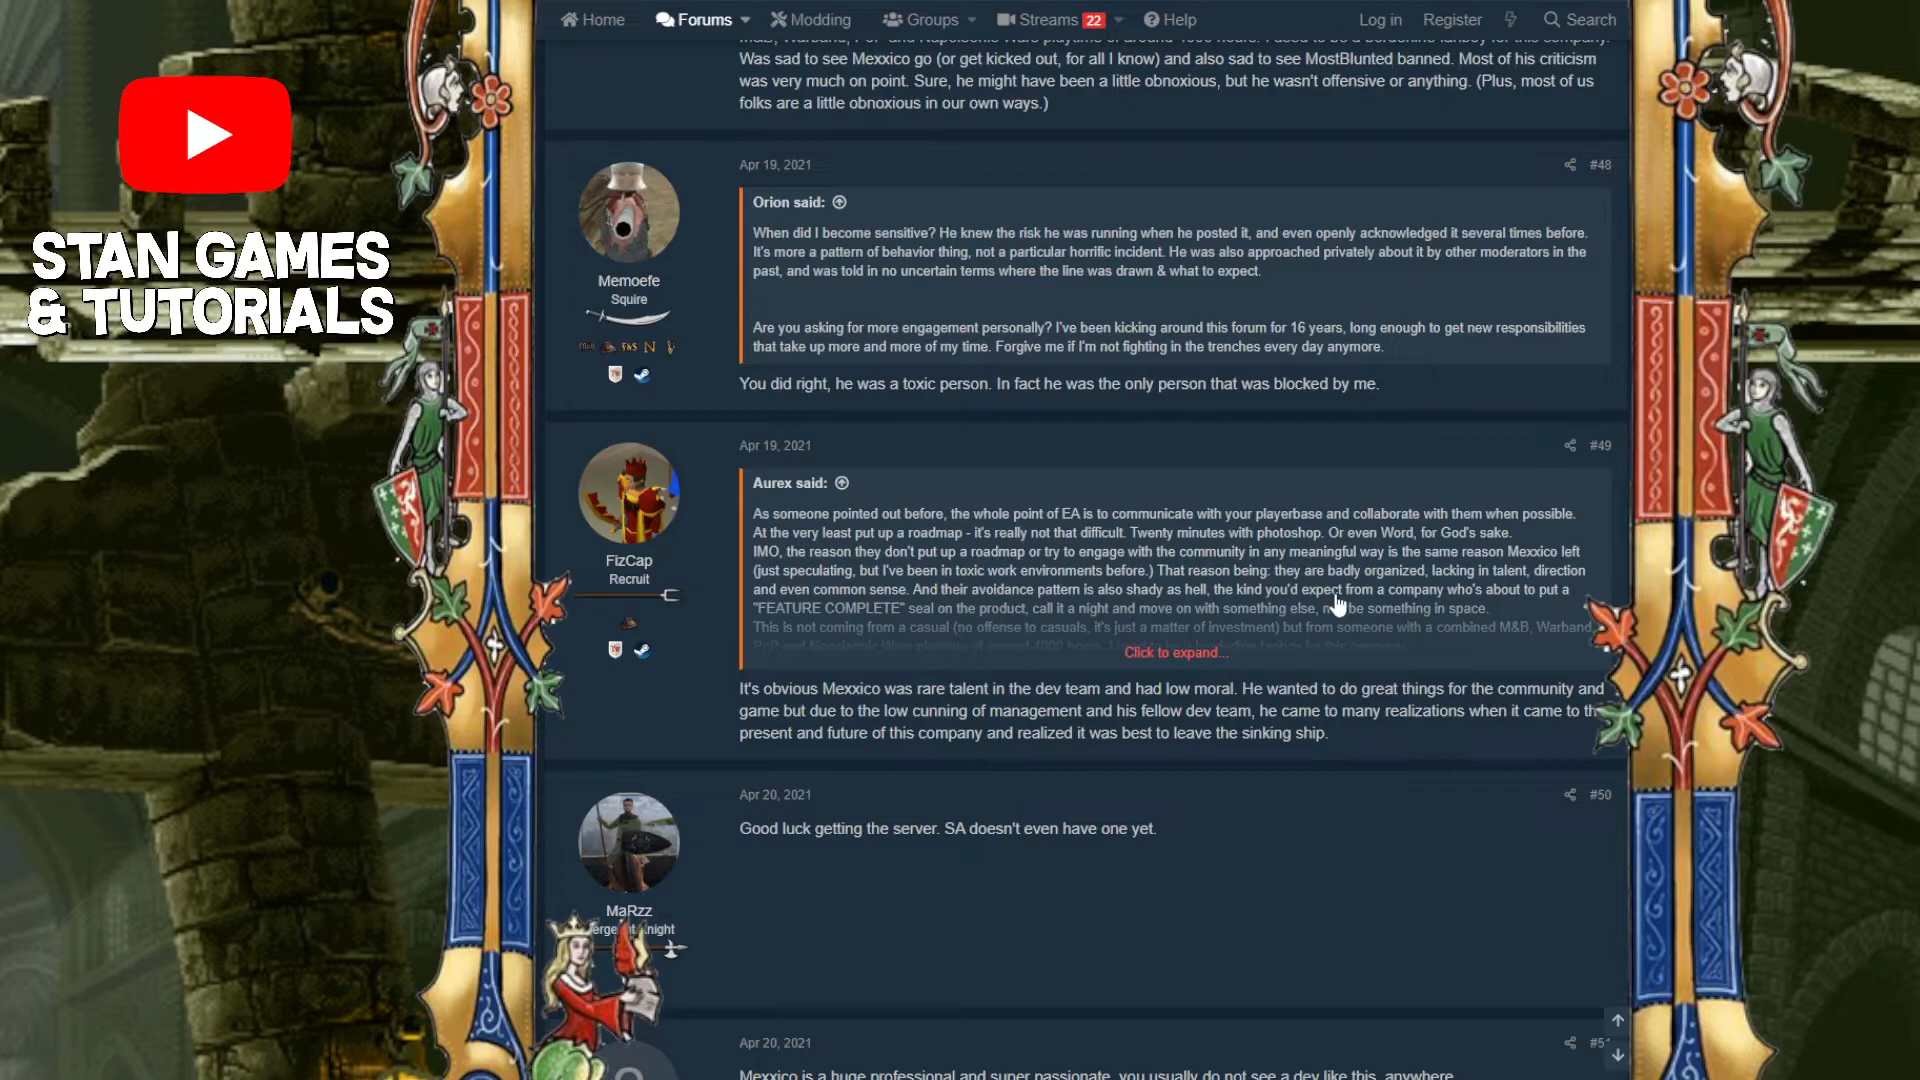 Home
Forums
Modding
Groups
Streams 22
Help
Log in
Register
Search
Was sad to see Mexxico go (or get kicked out, for all I know) and also sad to see MostBlunted banned. Most of his criticism
was very much on point. Sure, he might have been a little obnoxious, but he wasn't offensive or anything. (Plus, most of us
folks are a little obnoxious in our own ways.)
STAN GAMES
& TUTORIALS
Apr 19, 2021
#48
Memoefe
Squire
Orion said:
When did I become sensitive? He knew the risk he was running when he posted it, and even openly acknowledged it several times before.
It's more a pattern of behavior thing, not a particular horrific incident. He was also approached privately about it by other moderators in the
past, and was told in no uncertain terms where the line was drawn & what to expect.
Are you asking for more engagement personally? I've been kicking around this forum for 16 years, long enough to get new responsibilities
that take up more and more of my time. Forgive me if I'm not fighting in the trenches every day anymore.
You did right, he was a toxic person. In fact he was the only person that was blocked by me.
Apr 19, 2021
#49
FizCap
Recruit
Aurex said:
As someone pointed out before, the whole point of EA is to communicate with your playerbase and collaborate with them when possible.
At the very least put up a roadmap - it's really not that difficult. Twenty minutes with photoshop. Or even Word, for God's sake.
IMO, the reason they don't put up a roadmap or try to engage with the community in any meaningful way is the same reason Mexxico left
(just speculating, but I've been in toxic work environments before.) That reason being: they are badly organized, lacking in talent, direction
and even common sense. And their avoidance pattern is also shady as hell, the kind you'd expect from a company who's about to put a
"FEATURE COMPLETE" seal on the product, call it a night and move on with something else, be something in space.
This is not coming from a casual (no offense to casuals, it's just a matter of investment) but from someone with a combined M&B, Warband,
Click to expand...
It's obvious Mexxico was rare talent in the dev team and had low moral. He wanted to do great things for the community and
game but due to the low cunning of management and his fellow dev team, he came to many realizations when it came to th
present and future of this company and realized it was best to leave the sinking ship.
Apr 20, 2021
#50
MaRzz
Good luck getting the server. SA doesn't even have one yet.
Apr 20, 2021
Mexxico is a huge professional and super passionate, you usually do not see a dev like this, anywhere